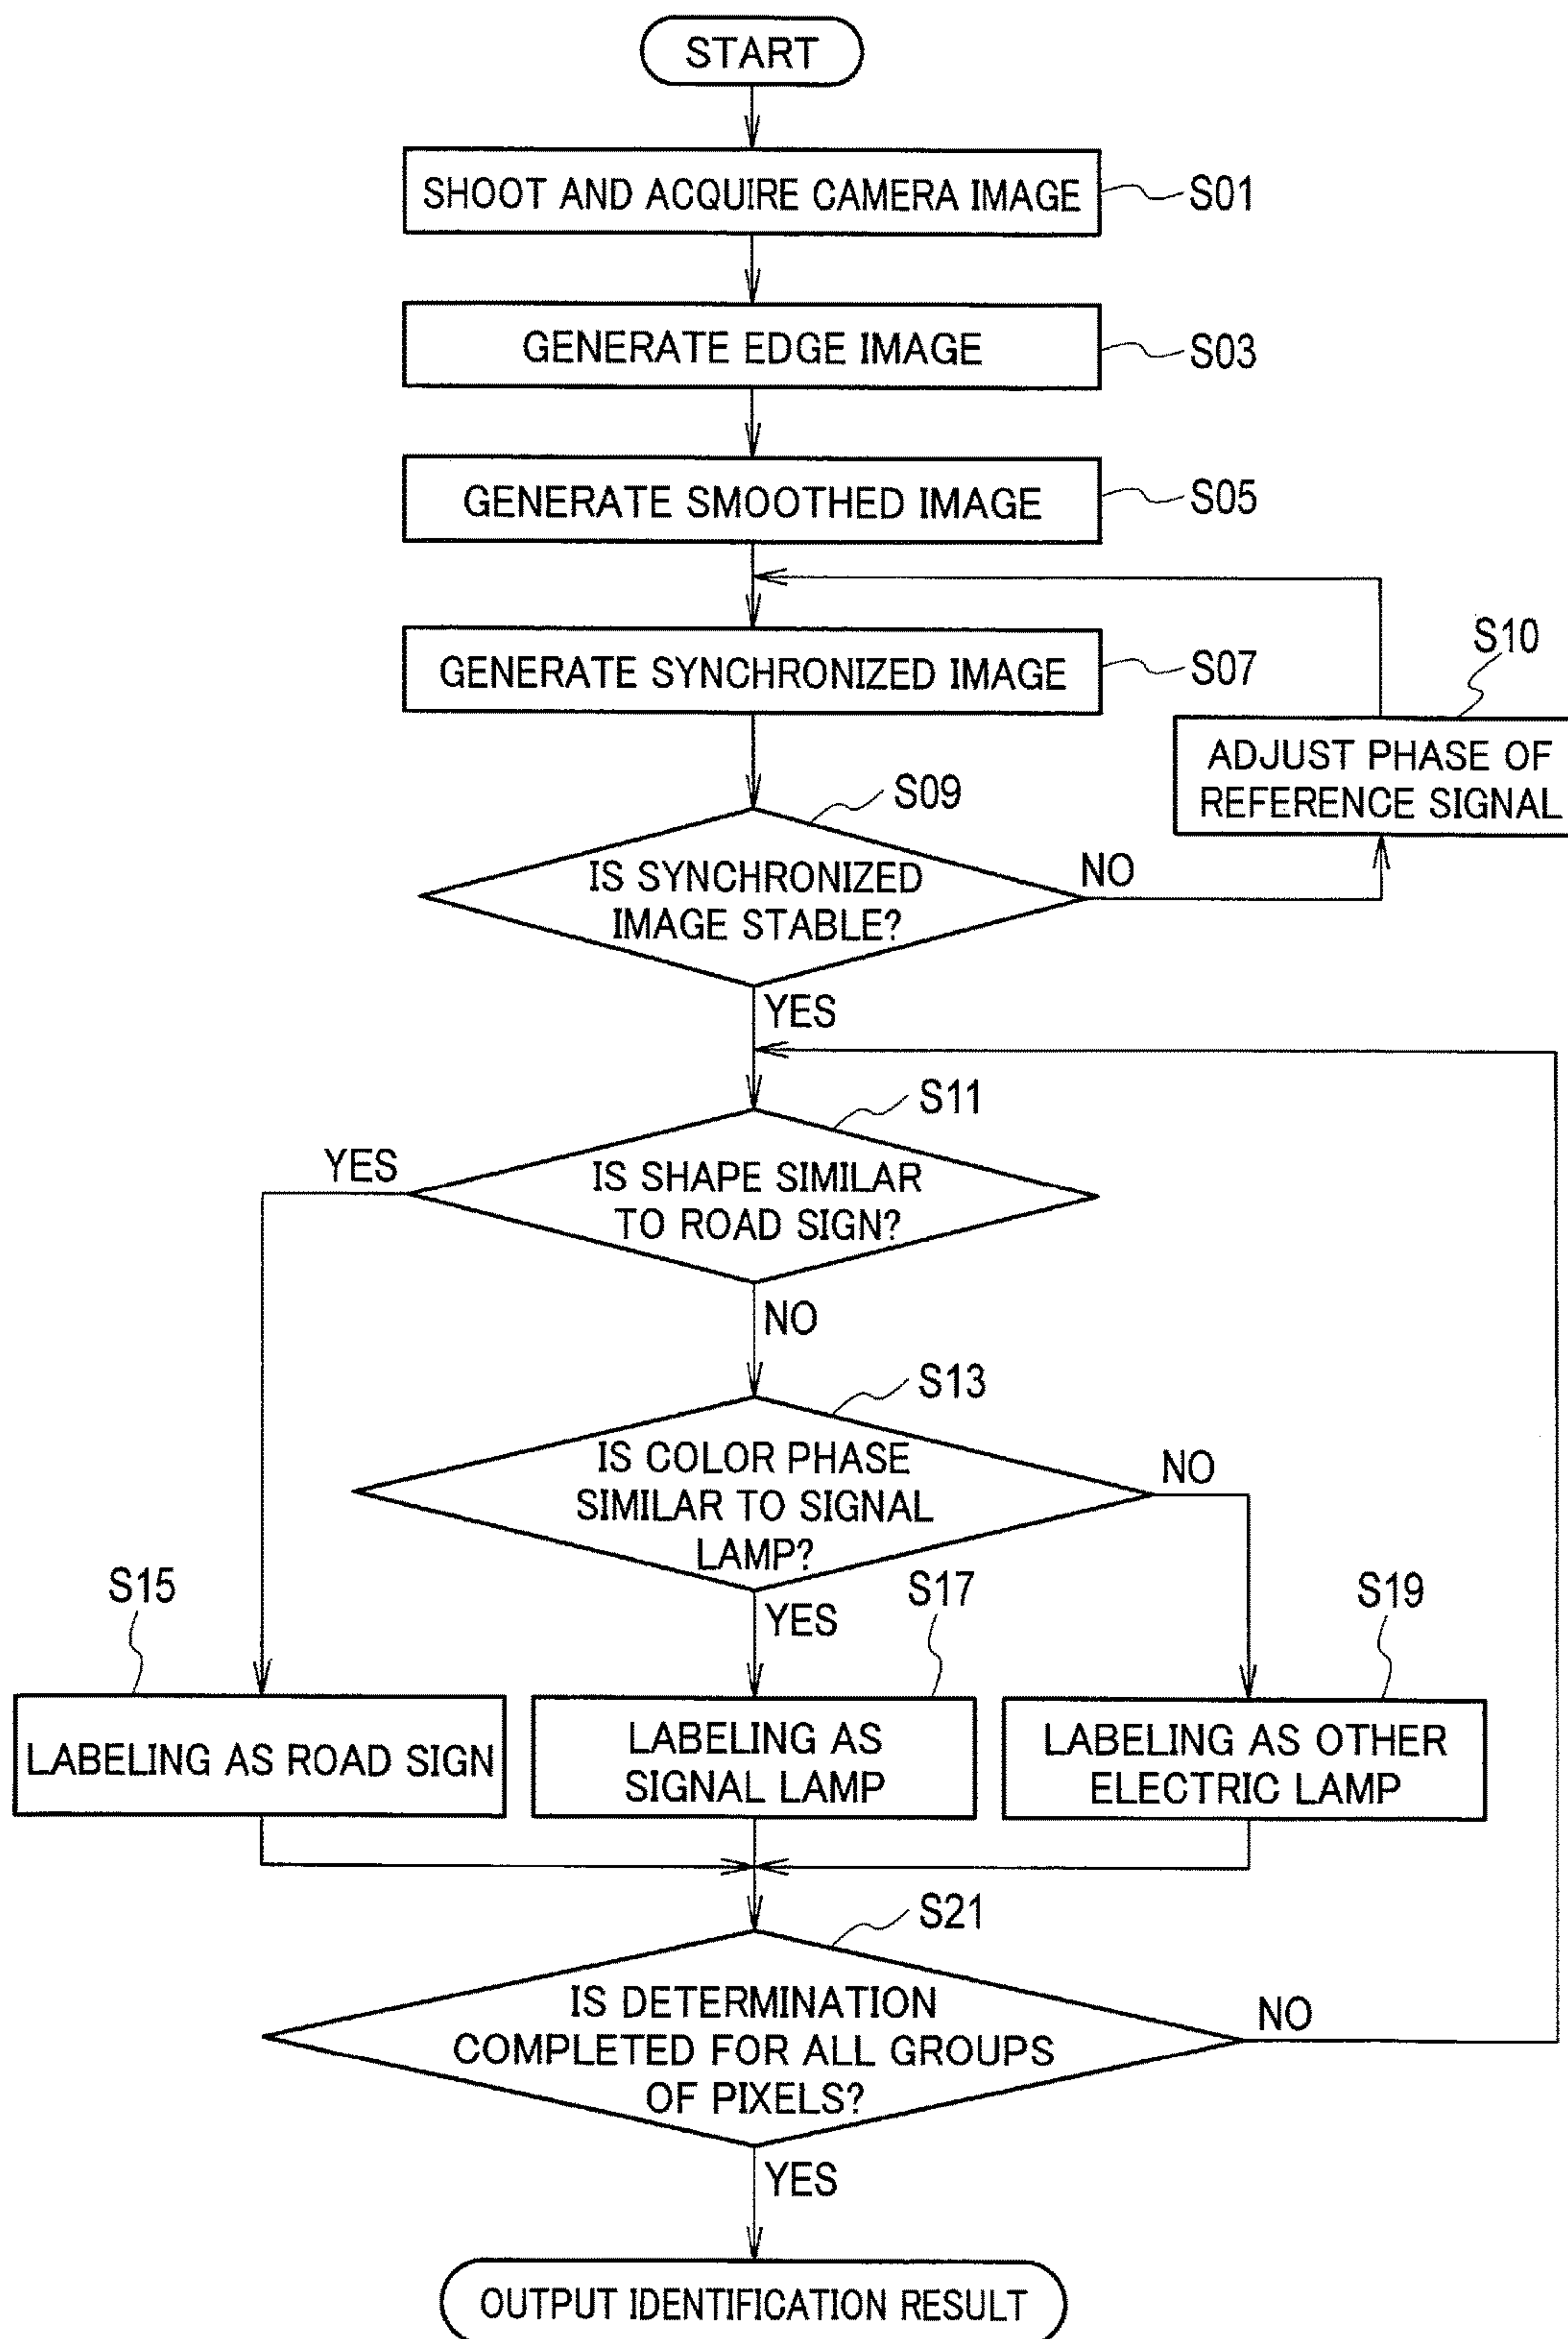 START
SHOOT AND ACQUIRE CAMERA IMAGE
S01
GENERATE EDGE IMAGE
S03
GENERATE SMOOTHED IMAGE
S05
GENERATE SYNCHRONIZED IMAGE
S07
S10
ADJUST PHASE OF
REFERENCE SIGNAL
S09
IS SYNCHRONIZED
IMAGE STABLE?
NO
YES
S11
YES
IS SHAPE SIMILAR
TO ROAD SIGN?
NO
S13
IS COLOR PHASE
SIMILAR TO SIGNAL
LAMP?
NO
YES
S15
S17
S19
LABELING AS ROAD SIGN
LABELING AS
SIGNAL LAMP
LABELING AS OTHER
ELECTRIC LAMP
S21
IS DETERMINATION
COMPLETED FOR ALL GROUPS
OF PIXELS?
NO
YES
OUTPUT IDENTIFICATION RESULT